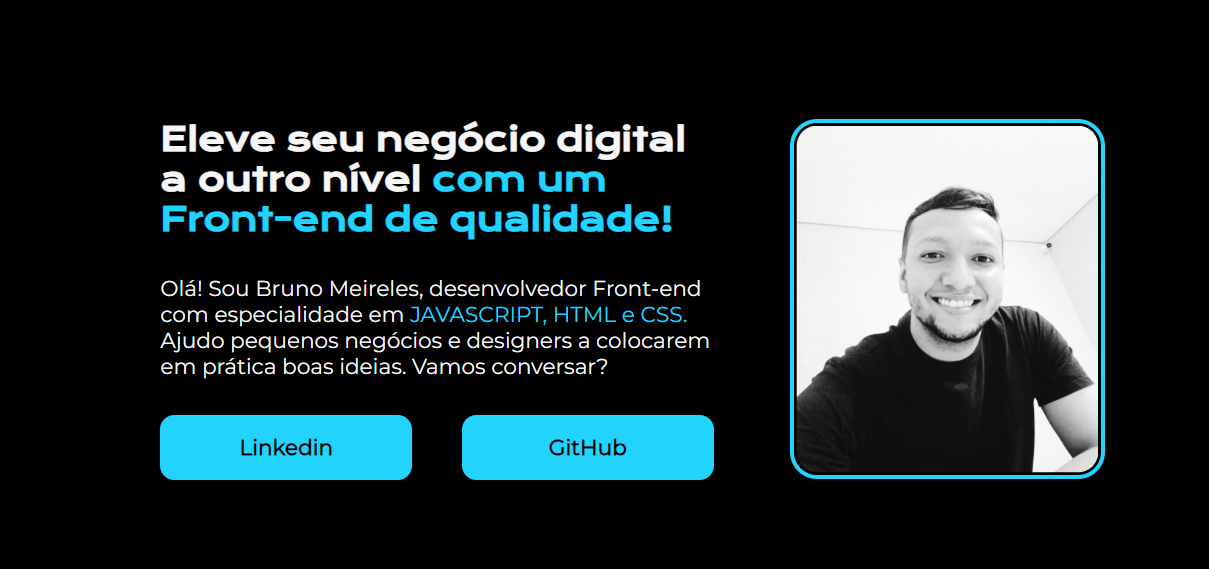 Eleve seu negócio digital
a outro nível com um
Front-end de qualidade!
Olá! Sou Bruno Meireles, desenvolvedor Front-end
com especialidade em JAVASCRIPT, HTML e CSS.
Ajudo pequenos negócios e designers a colocarem
em prática boas ideias. Vamos conversar?
Linkedin
GitHub